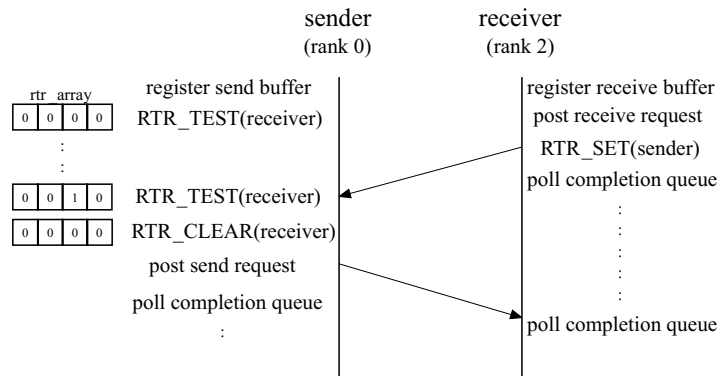 sender receiver
(rank 0) (rank 2)
register send buffer register receive buffer
rtr_array
0 0 0 0 RTR_TEST(receiver) post receive request
: RTR_SET(sender)
: poll completion queue
0 0 1 0 RTR_TEST(receiver) :
0 0 0 0 RTR_CLEAR(receiver) :
:
post send request :
:
poll completion queue poll completion queue
: